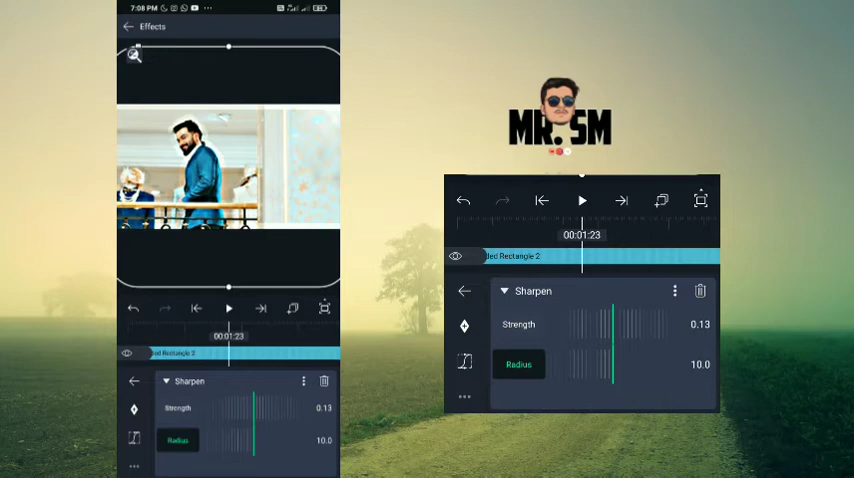 7:08 PM
Effects
00:01:23
ed Rectangle 2
Sharpen
Strength
0.13
Radius
10.0
MR. SM
00:01:23
ded Rectangle 2
Sharpen
Strength
0.13
Radius
10.0